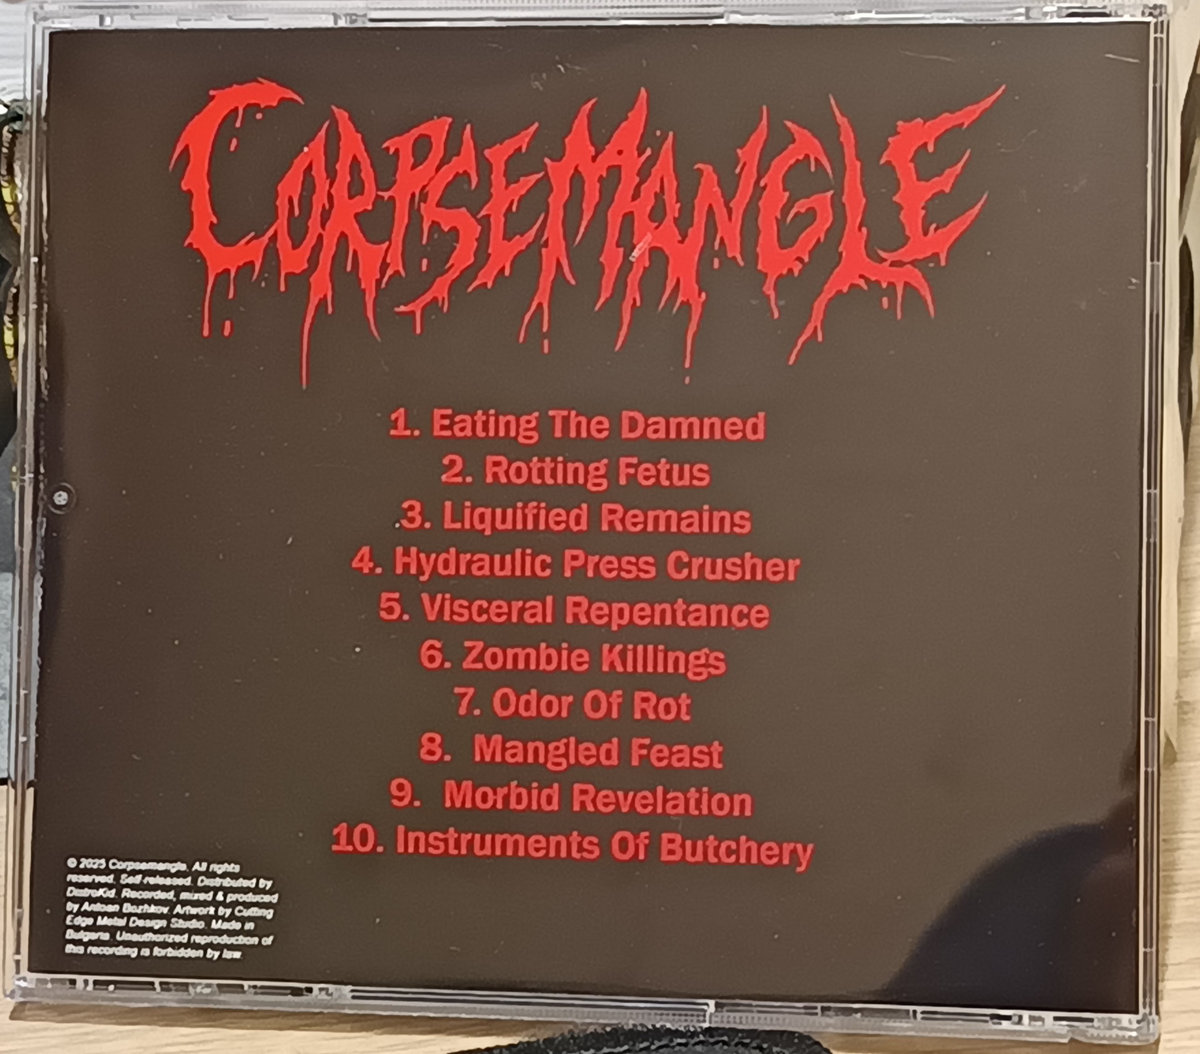 CORPSEMANGLE
1. Eating The Damned
2. Rotting Fetus
3. Liquified Remains
4. Hydraulic Press Crusher
5. Visceral Repentance
6. Zombie Killings
7. Odor Of Rot
8. Mangled Feast
9. Morbid Revelation
10. Instruments Of Butchery
© 2025 Corpsemangle. All rights
reserved. Self-released. Distributed by
DistroKid. Recorded, mixed & produced
by Antoan Bozhkov. Artwork by Cutting
Edge Metal Design Studio. Made in
Bulgaria. Unauthorized reproduction of
this recording is forbidden by law.